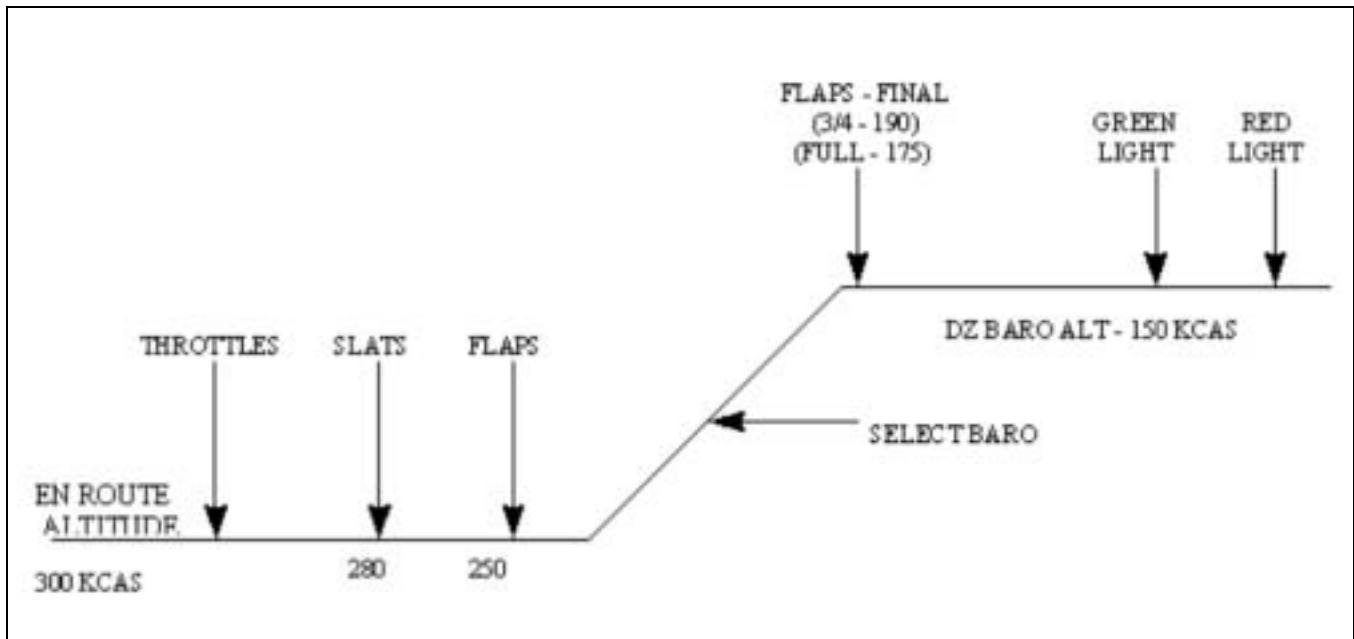 FLAPS - FINAL
(3/4 - 190)
(FULL - 175)
GREEN
LIGHT
RED
LIGHT
DZ BARO ALT - 150 KCAS
THROTTLES
SLATS
FLAPS
SELECT BARO
EN ROUTE
ALTITUDE
280
250
300 KCAS